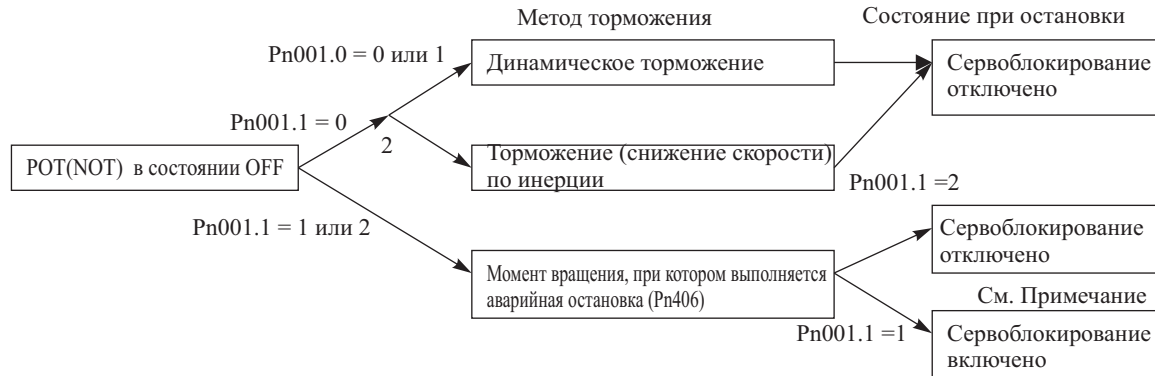 Метод торможения
Состояние при остановки
Pn001.0 = 0 или 1
Динамическое торможение
Сервоблокирование
отключено
Pn001.1 = 0
2
POT(NOT) в состоянии OFF
Торможение (снижение скорости)
по инерции
Pn001.1 =2
Pn001.1 = 1 или 2
Сервоблокирование
отключено
Момент вращения, при котором выполняется
аварийная остановка (Pn406)
См. Примечание
Pn001.1 =1
Сервоблокирование
включено